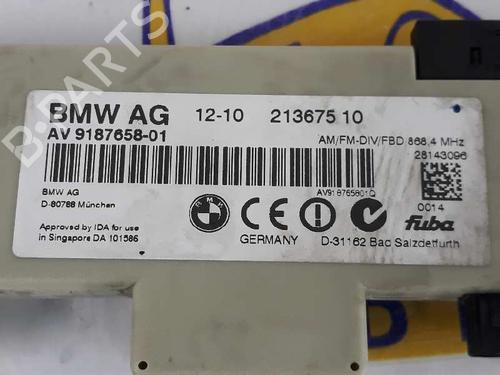 BMW AG 12-10 213675 10
AV 9187658-01
AM/FM-DIV/FBD 868,4 MHz
28143096
BMW AG
D-80788 München
AV918765801Q
0014
Approved by IDA for use
in Singapore DA 101586
BMW
CE
fuba
GERMANY D-31162 Bad Salzdetfurth
B-PARTS